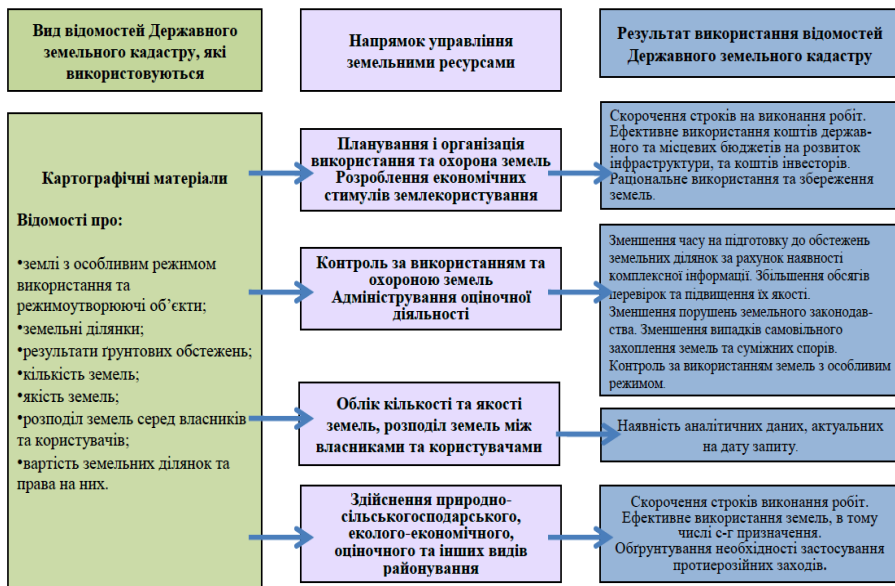 Вид відомостей Державного
земельного кадастру, які
використовуються
Напрямок управління
земельними ресурсами
Результат використання відомостей
Державного земельного кадастру
Картографічні матеріали
Відомості про:
•землі з особливим режимом
використання та
режимоутворюючі об’єкти;
•земельні ділянки;
•результати ґрунтових обстежень;
•кількість земель;
•якість земель;
•розподіл земель серед власників
та користувачів;
•вартість земельних ділянок та
права на них.
Планування і організація
використання та охорона земель
Розроблення економічних
стимулів землекористування
Скорочення строків на виконання робіт.
Ефективне використання коштів держав-
ного та місцевих бюджетів на розвиток
інфраструктури, та коштів інвесторів.
Раціональне використання та збереження
земель.
Контроль за використанням та
охороною земель
Адміністрування оціночної
діяльності
Зменшення часу на підготовку до обстежень
земельних ділянок за рахунок наявності
комплексної інформації. Збільшення обсягів
перевірок та підвищення їх якості.
Зменшення порушень земельного законодав-
ства. Зменшення випадків самовільного
захоплення земель та суміжних спорів.
Контроль за використанням земель з особливим
режимом.
Облік кількості та якості
земель, розподіл земель між
власниками та користувачами
Наявність аналітичних даних, актуальних
на дату запиту.
Здійснення природно-
сільськогосподарського,
еколого-економічного,
оціночного та інших видів
районування
Скорочення строків виконання робіт.
Ефективне використання земель, в тому
числі с-г призначення.
Обґрунтування необхідності застосування
протиерозійних заходів.